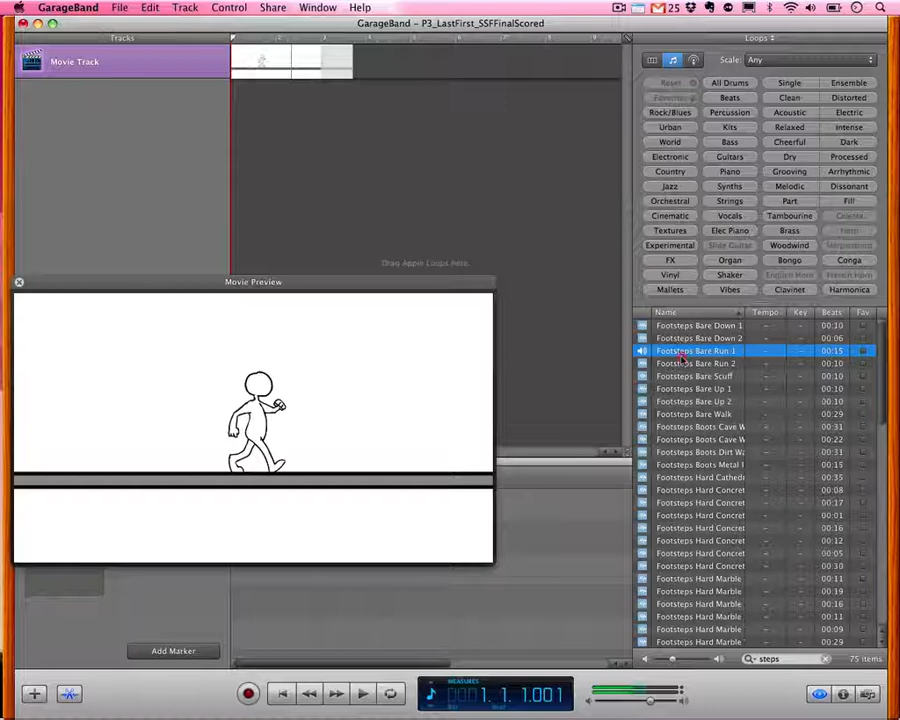 GarageBand File Edit Track Control Share Window Help 25
GarageBand – P3_LastFirst_SSFFinalScored
Tracks
Loops
Movie Track
Scale: Any
Reset All Drums Single Ensemble
Favorites Beats Clean Distorted
Rock/Blues Percussion Acoustic Electric
Urban Kits Relaxed Intense
World Bass Cheerful Dark
Electronic Guitars Dry Processed
Country Piano Grooving Arrhythmic
Jazz Synths Melodic Dissonant
Orchestral Strings Part Fill
Cinematic Vocals Tambourine
Textures Elec Piano Brass
Experimental Slide Guitar Woodwind
FX Organ Bongo Conga
Vinyl Shaker English Horn French Horn
Mallets Vibes Clavinet Harmonica
Drag Apple Loops here.
Movie Preview
Name Tempo Key Beats Fav
Footsteps Bare Down 1 – – 00:10
Footsteps Bare Down 2 – – 00:06
Footsteps Bare Run 1 – – 00:15
Footsteps Bare Run 2 – – 00:10
Footsteps Bare Scuff – – 00:10
Footsteps Bare Up 1 – – 00:10
Footsteps Bare Up 2 – – 00:10
Footsteps Bare Walk – – 00:29
Footsteps Boots Cave W – – 00:31
Footsteps Boots Cave W – – 00:22
Footsteps Boots Dirt Wa – – 00:31
Footsteps Boots Metal I – – 00:15
Footsteps Hard Cathedr – – 00:35
Footsteps Hard Concret – – 00:08
Footsteps Hard Concret – – 00:17
Footsteps Hard Concret – – 00:01
Footsteps Hard Concret – – 00:16
Footsteps Hard Concret – – 00:12
Footsteps Hard Concret – – 00:05
Footsteps Hard Concret – – 00:30
Footsteps Hard Marble – – 00:11
Footsteps Hard Marble – – 00:19
Footsteps Hard Marble – – 00:16
Footsteps Hard Marble – – 00:11
Footsteps Hard Marble – – 00:09
Footsteps Hard Marble – – 00:29
Add Marker
steps
75 items
MEASURES
1. 1. 1.001